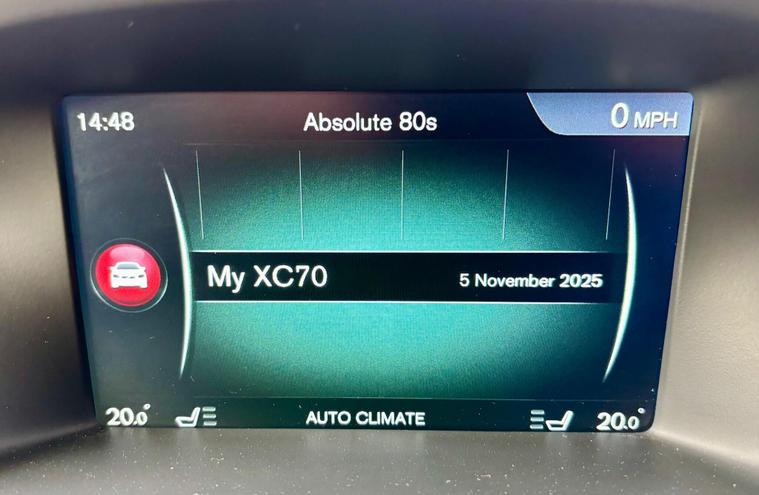 14:48
Absolute 80s
0 MPH
My XC70
5 November 2025
20.0°
AUTO CLIMATE
20.0°